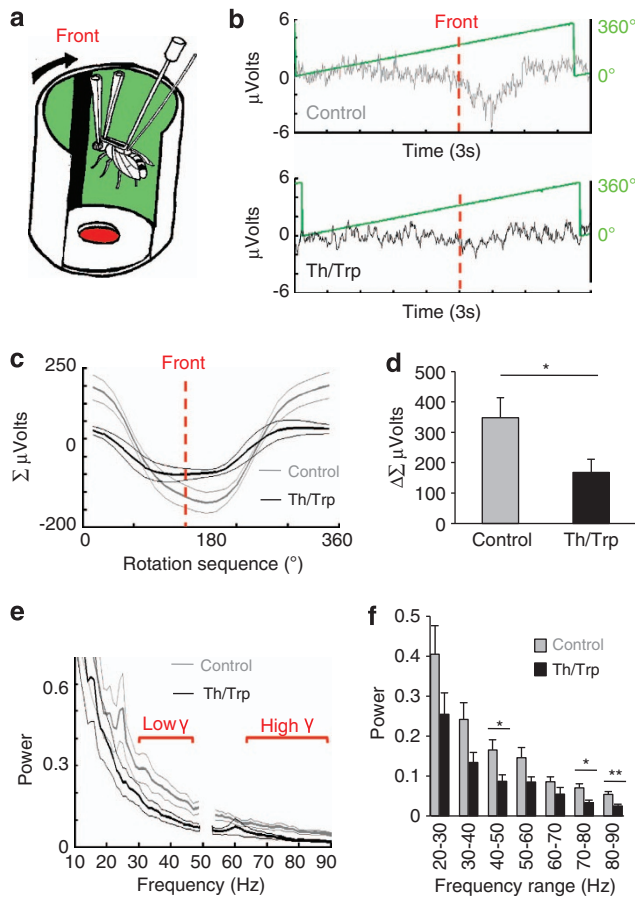 a
Front
b
Front
6
0
-6
μVolts
360°
0°
Control
Time (3s)
6
0
-6
μVolts
360°
0°
Th/Trp
Time (3s)
c
250
0
-200
Σ μVolts
Front
Control
Th/Trp
0 180 360
Rotation sequence (°)
d
*
500
400
300
200
100
0
ΔΣ μVolts
Control Th/Trp
e
Control
Th/Trp
0.6
0.3
0
Power
Low γ High γ
10 20 30 40 50 60 70 80 90
Frequency (Hz)
f
0.5
0.4
0.3
0.2
0.1
0
Power
Control
Th/Trp
*
*
**
20-30 30-40 40-50 50-60 60-70 70-80 80-90
Frequency range (Hz)